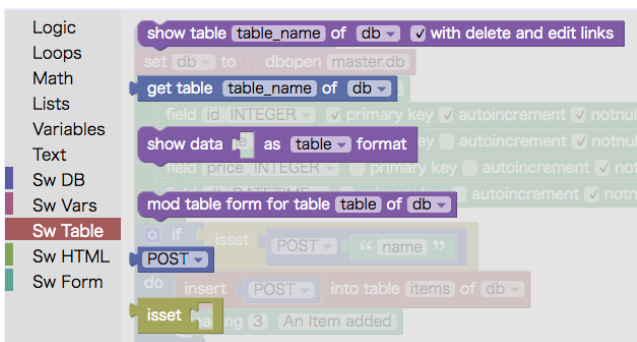 Logic
Loops
Math
Lists
Variables
Text
Sw DB
Sw Vars
Sw Table
Sw HTML
Sw Form
show table table_name of db with delete and edit links
set db to dbopen master.db
get table table_name of db
field id INTEGER primary key autoincrement notnul
show data as table format
autoincrement notn
field price INTEGER primary key autoincrement not
DATETIME autoincrement notn
mod table form for table table of db
if isset POST “ name ”
POST
do insert POST into table items of db
isset
3 An Item added